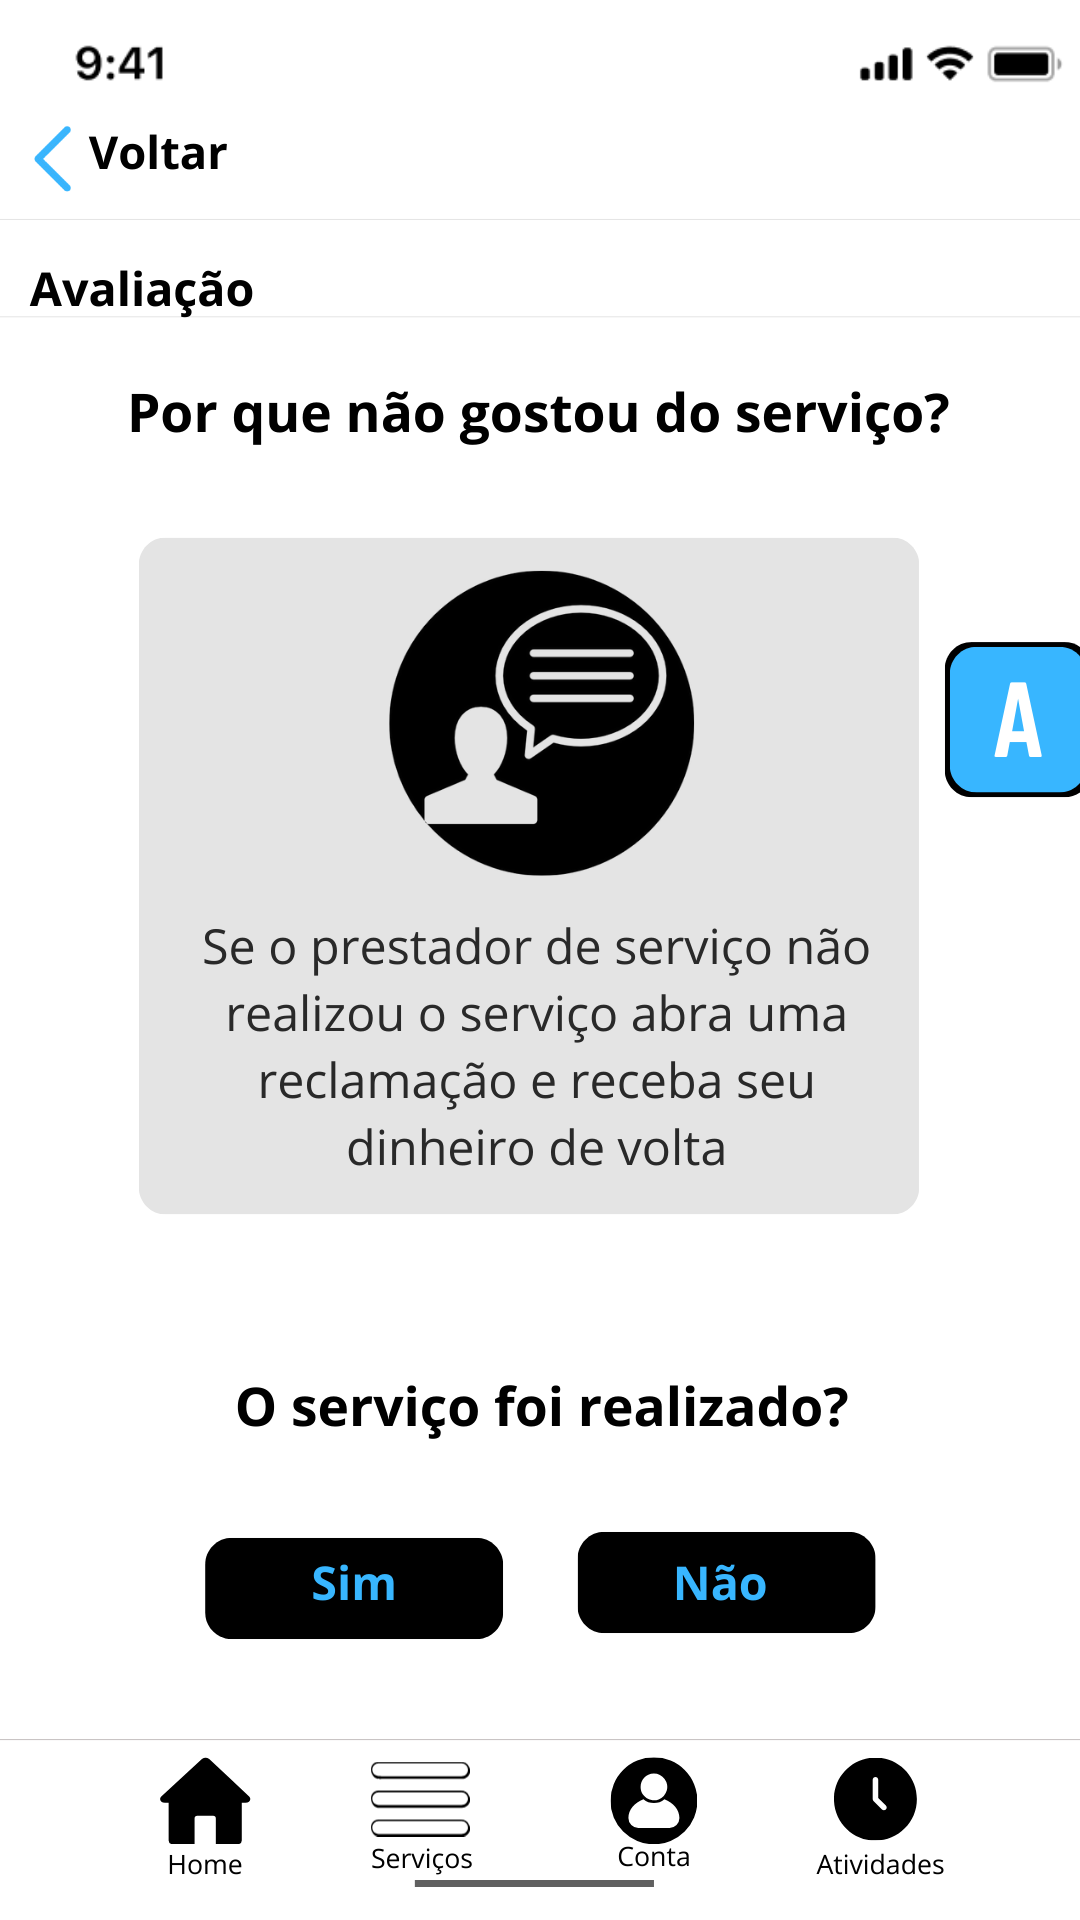 9:41
Voltar
Avaliação
Por que não gostou do serviço?
A
Se o prestador de serviço não
realizou o serviço abra uma
reclamação e receba seu
dinheiro de volta
O serviço foi realizado?
Sim Não
Home Serviços Conta Atividades